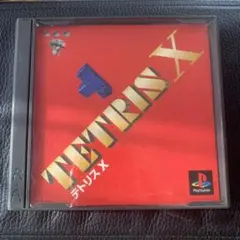 TETRIS X
テトリスX
PlayStation